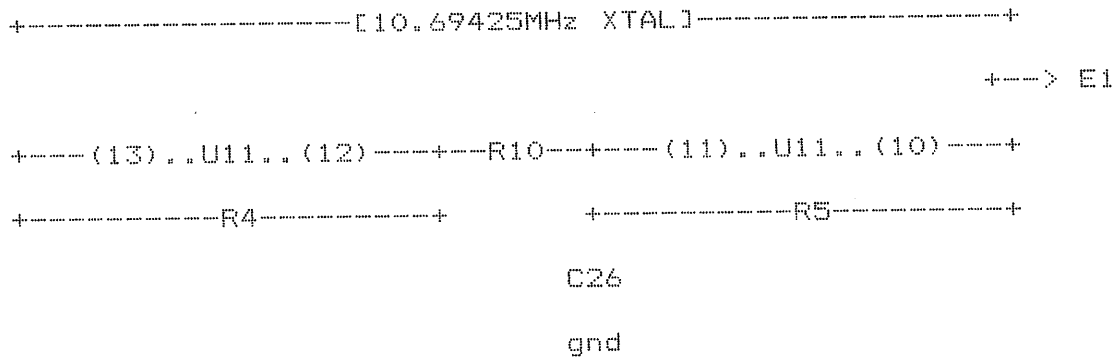 +----------------------[10.69425MHz XTAL]--------------------+
+---> E1
+----(13)..U11..(12)----+--R10--+----(11)..U11..(10)----+
+------------R4-----------+ +------------R5-----------+
C26
gnd